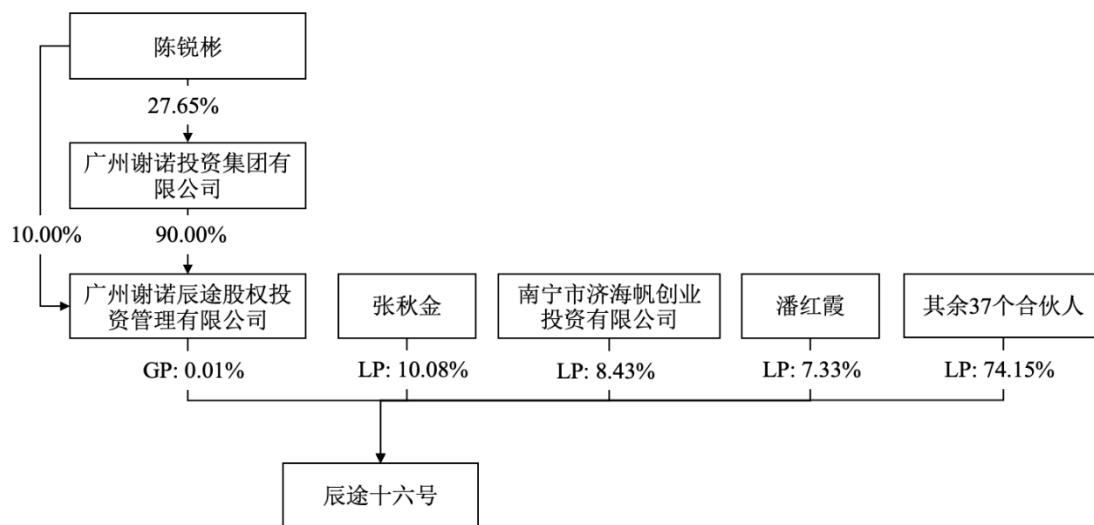 陈锐彬
27.65%
广州谢诺投资集团有
限公司
10.00%
90.00%
广州谢诺辰途股权投
资管理有限公司
张秋金
南宁市济海帆创业
投资有限公司
潘红霞
其余37个合伙人
GP: 0.01%
LP: 10.08%
LP: 8.43%
LP: 7.33%
LP: 74.15%
辰途十六号